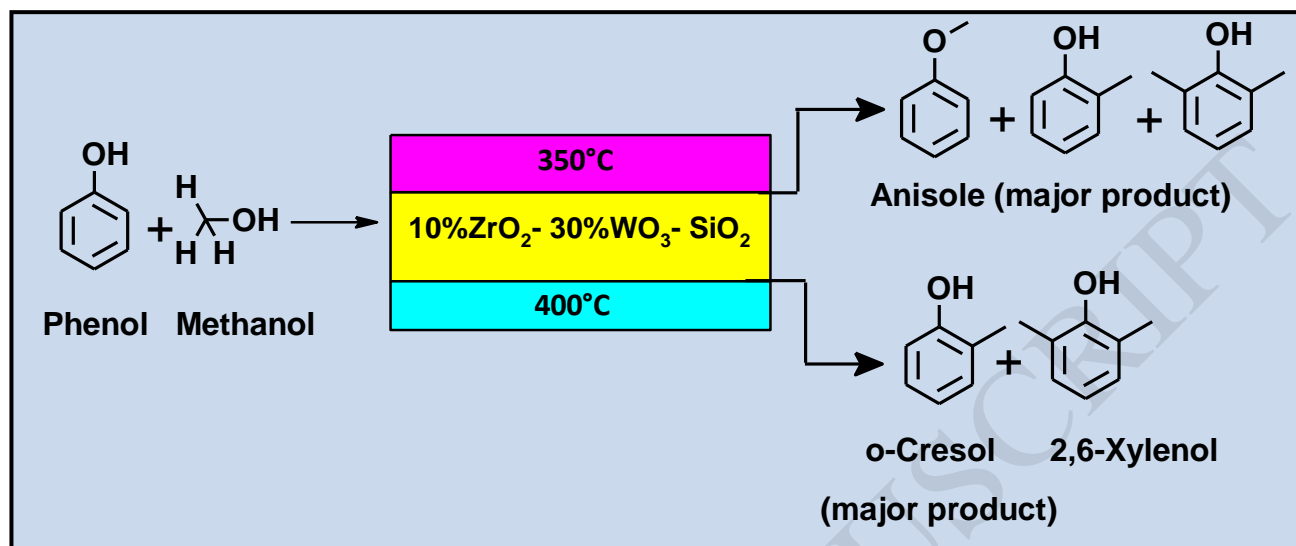 OH
H
OH
H
H
+
Phenol Methanol
350°C
10%ZrO₂- 30%WO₃- SiO₂
400°C
O
OH
OH
+ +
Anisole (major product)
OH
OH
+
o-Cresol 2,6-Xylenol
(major product)
USCRIPT